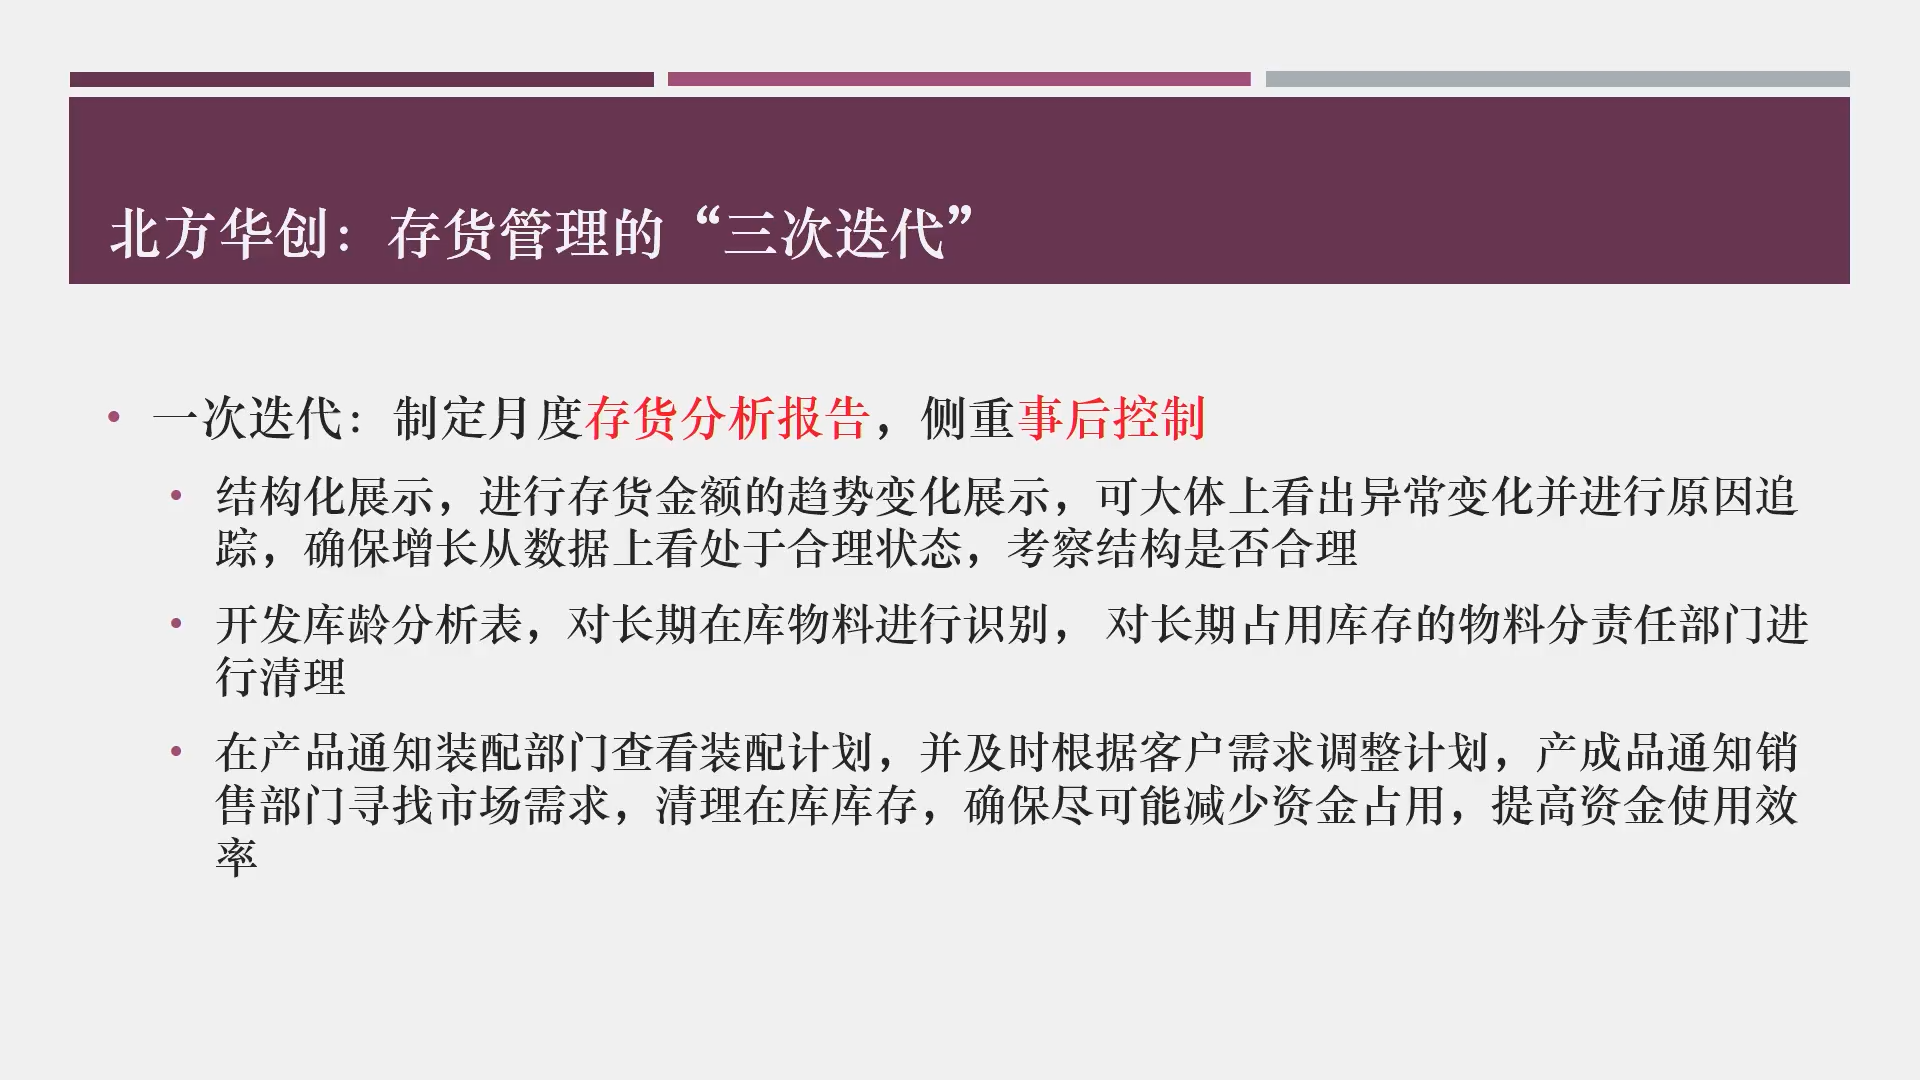 北方华创：存货管理的“三次迭代”
• 一次迭代：制定月度存货分析报告，侧重事后控制
• 结构化展示，进行存货金额的趋势变化展示，可大体上看出异常变化并进行原因追
踪，确保增长从数据上看处于合理状态，考察结构是否合理
• 开发库龄分析表，对长期在库物料进行识别， 对长期占用库存的物料分责任部门进
行清理
• 在产品通知装配部门查看装配计划，并及时根据客户需求调整计划，产成品通知销
售部门寻找市场需求，清理在库库存，确保尽可能减少资金占用，提高资金使用效
率